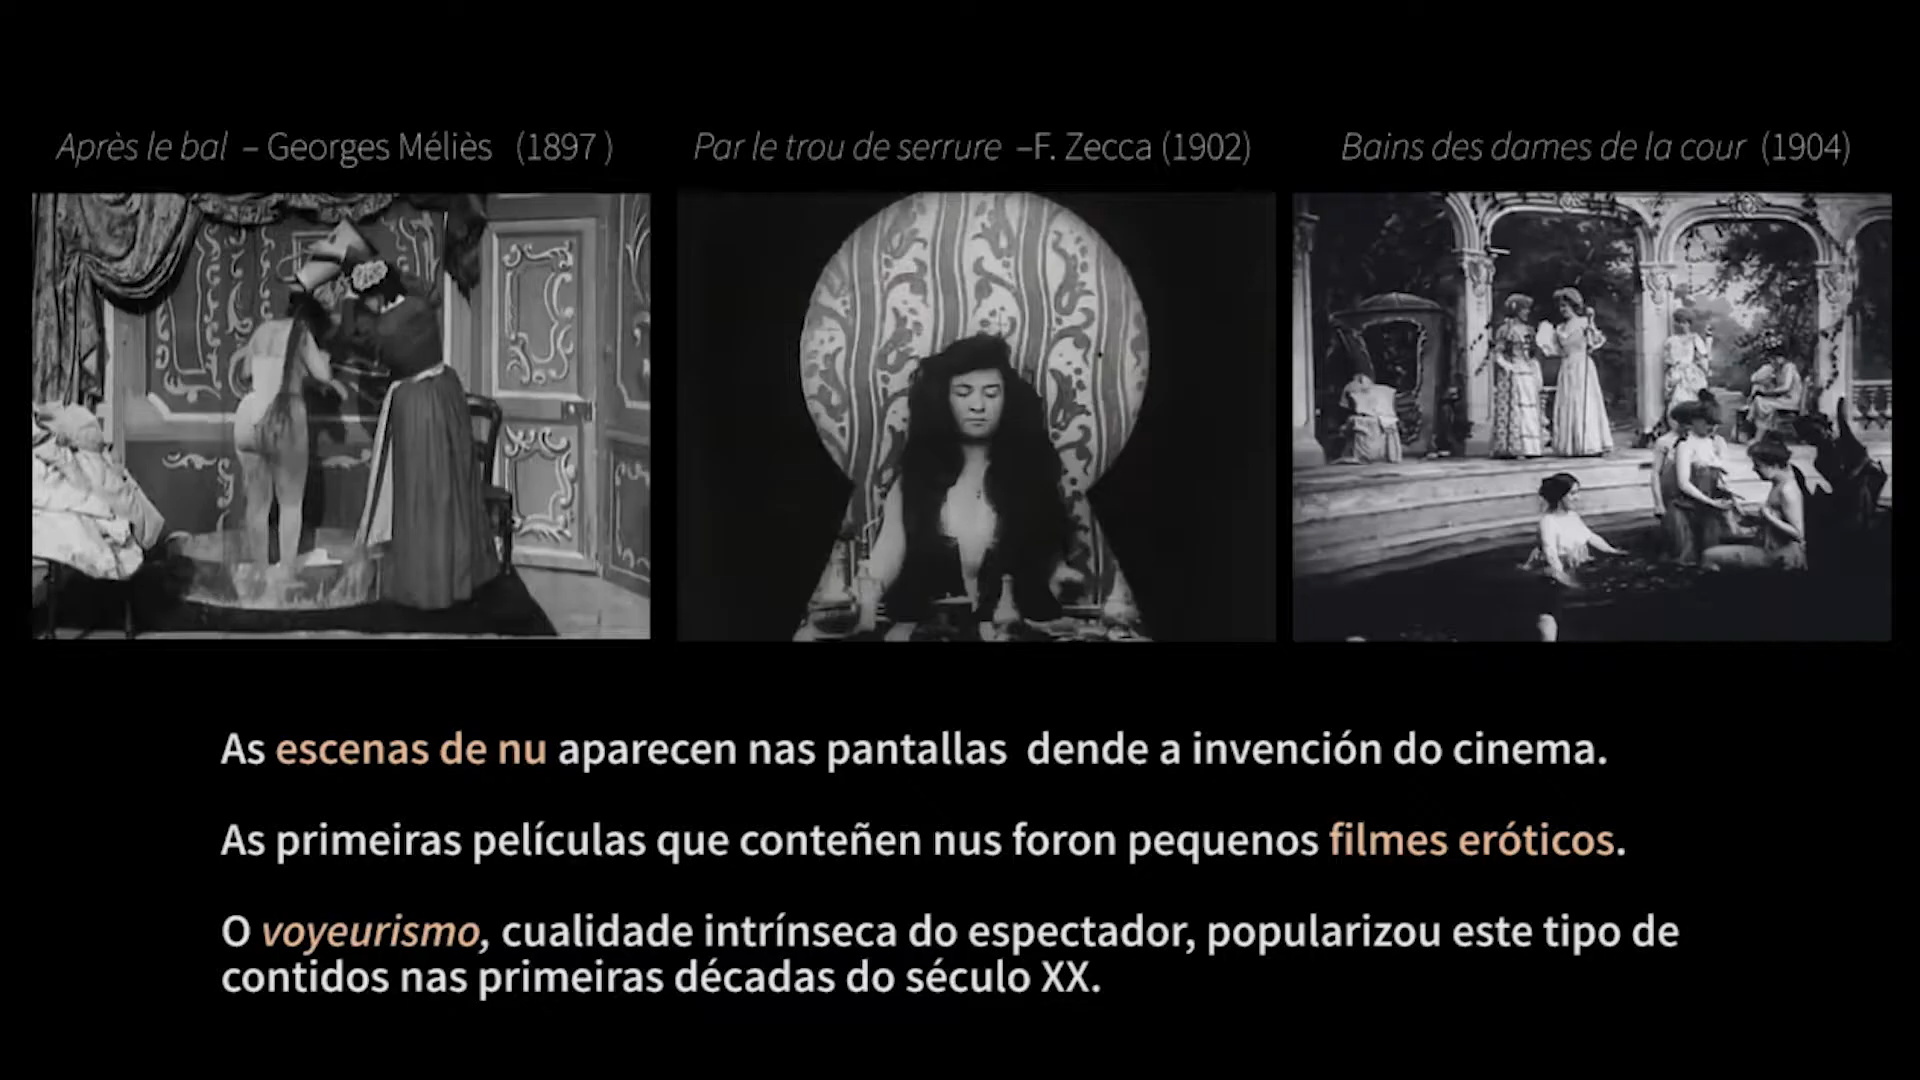 Après le bal – Georges Méliès (1897 )
Par le trou de serrure –F. Zecca (1902)
Bains des dames de la cour (1904)
As escenas de nu aparecen nas pantallas dende a invención do cinema.
As primeiras películas que conteñen nus foron pequenos filmes eróticos.
O voyeurismo, cualidade intrínseca do espectador, popularizou este tipo de
contidos nas primeiras décadas do século XX.